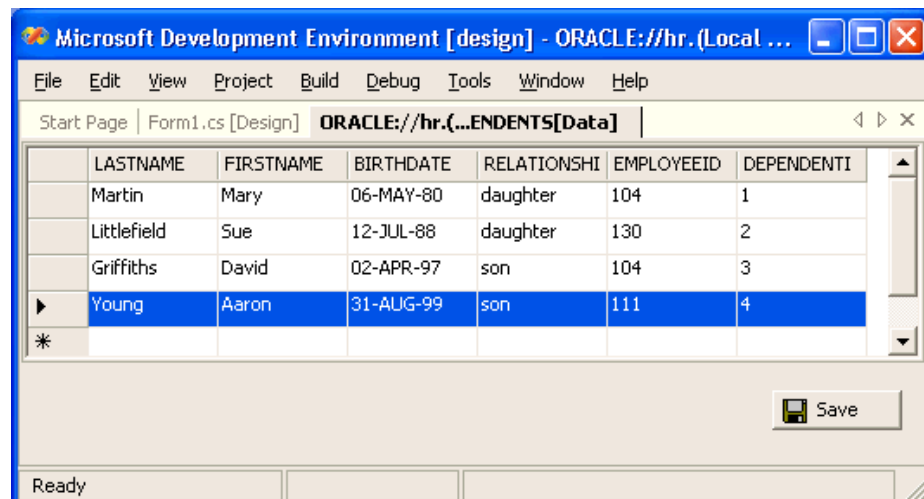 Microsoft Development Environment [design] - ORACLE://hr.(Local ...
File Edit View Project Build Debug Tools Window Help
Start Page Form1.cs [Design] ORACLE://hr.(...ENDENTS[Data]
LASTNAME FIRSTNAME BIRTHDATE RELATIONSHI EMPLOYEEID DEPENDENTI
Martin Mary 06-MAY-80 daughter 104 1
Littlefield Sue 12-JUL-88 daughter 130 2
Griffiths David 02-APR-97 son 104 3
Young Aaron 31-AUG-99 son 111 4
Save
Ready